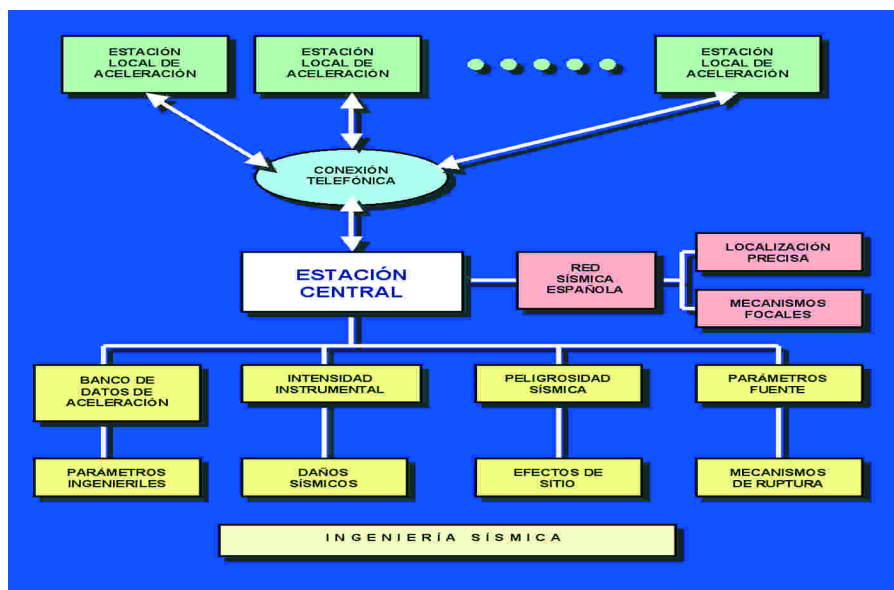 ESTACIÓN
LOCAL DE
ACELERACIÓN
ESTACIÓN
LOCAL DE
ACELERACIÓN
ESTACIÓN
LOCAL DE
ACELERACIÓN
CONEXIÓN
TELEFÓNICA
ESTACIÓN
CENTRAL
RED
SÍSMICA
ESPAÑOLA
LOCALIZACIÓN
PRECISA
MECANISMOS
FOCALES
BANCO DE
DATOS DE
ACELERACIÓN
INTENSIDAD
INSTRUMENTAL
PELIGROSIDAD
SÍSMICA
PARÁMETROS
FUENTE
PARÁMETROS
INGENIERILES
DAÑOS
SÍSMICOS
EFECTOS DE
SITIO
MECANISMOS
DE RUPTURA
INGENIERÍA SÍSMICA